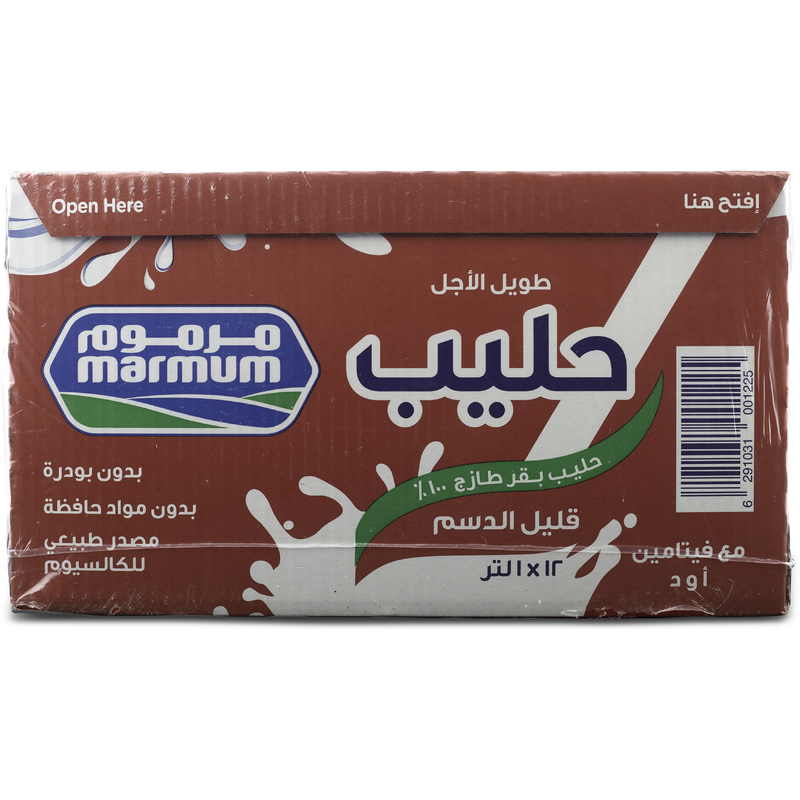 Open Here
إفتح هنا
طويل الأجل
حليب
مرموم
marmum
حليب بقر طازج ١٠٠٪
قليل الدسم
١٢ x ١ لتر
بدون بودرة
بدون مواد حافظة
مصدر طبيعي
للكالسيوم
مع فيتامين
أ و د
6 291031 001225